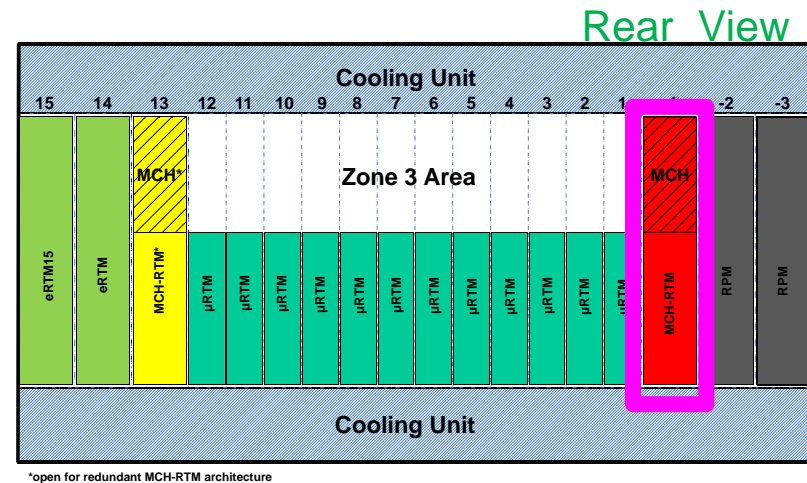 Rear View
Cooling Unit
15 14 13 12 11 10 9 8 7 6 5 4 3 2 1 -2 -3
MCH* Zone 3 Area MCH
eRTM15 eRTM MCH-RTM* µRTM µRTM µRTM µRTM µRTM µRTM µRTM µRTM µRTM µRTM µRTM µRTM MCH-RTM RPM RPM
Cooling Unit
*open for redundant MCH-RTM architecture